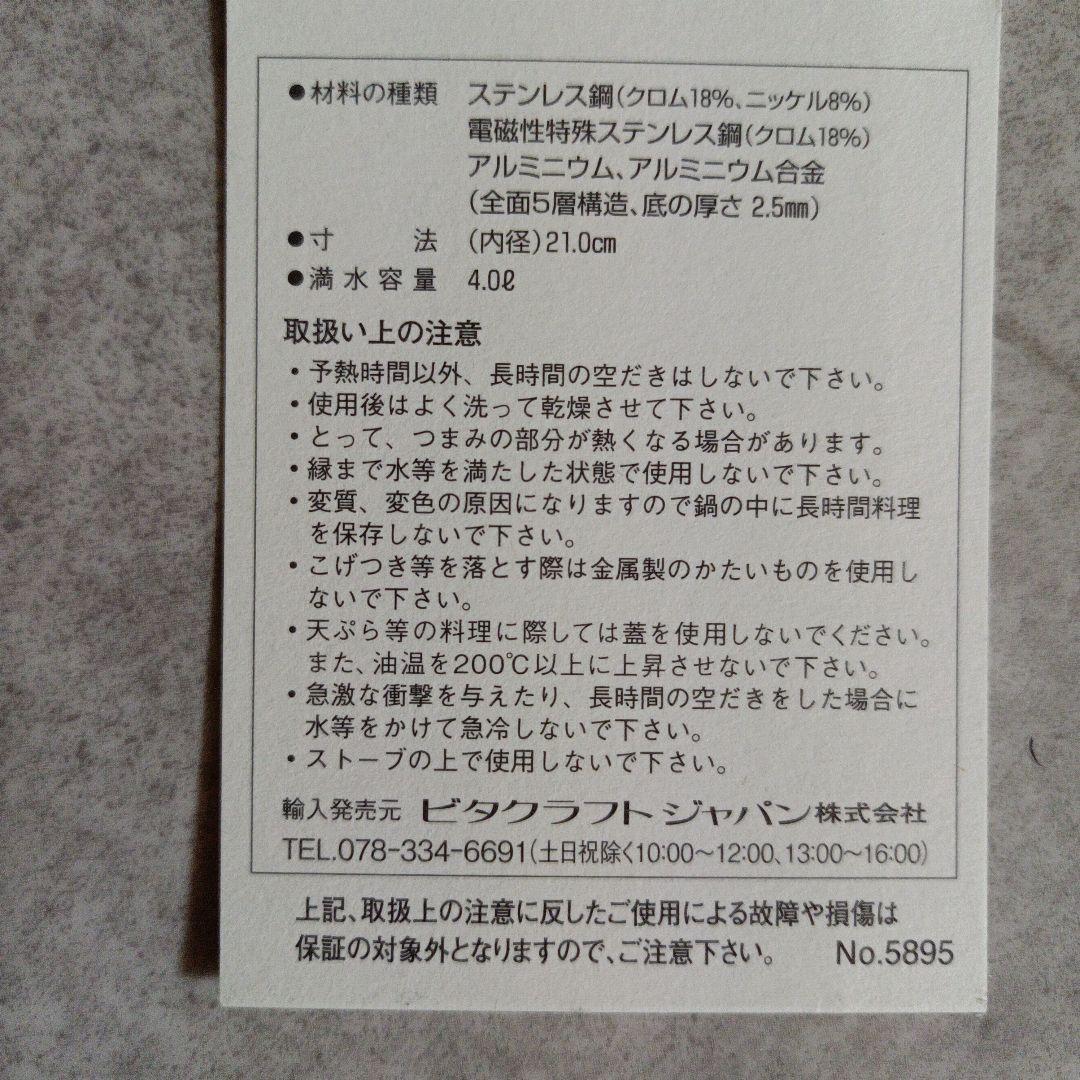 ●材料の種類 ステンレス鋼(クロム18%、ニッケル8%)
電磁性特殊ステンレス鋼(クロム18%)
アルミニウム、アルミニウム合金
(全面5層構造、底の厚さ 2.5㎜)
●寸法 (内径)21.0㎝
●満水容量 4.0ℓ
取扱い上の注意
・予熱時間以外、長時間の空だきはしないで下さい。
・使用後はよく洗って乾燥させて下さい。
・とって、つまみの部分が熱くなる場合があります。
・縁まで水等を満たした状態で使用しないで下さい。
・変質、変色の原因になりますので鍋の中に長時間料理
を保存しないで下さい。
・こげつき等を落とす際は金属製のかたいものを使用し
ないで下さい。
・天ぷら等の料理に際しては蓋を使用しないでください。
また、油温を200℃以上に上昇させないで下さい。
・急激な衝撃を与えたり、長時間の空だきをした場合に
水等をかけて急冷しないで下さい。
・ストーブの上で使用しないで下さい。
輸入発売元 ビタクラフト ジャパン株式会社
TEL.078-334-6691(土日祝除く10:00〜12:00、13:00〜16:00)
上記、取扱上の注意に反したご使用による故障や損傷は
保証の対象外となりますので、ご注意下さい。 No.5895